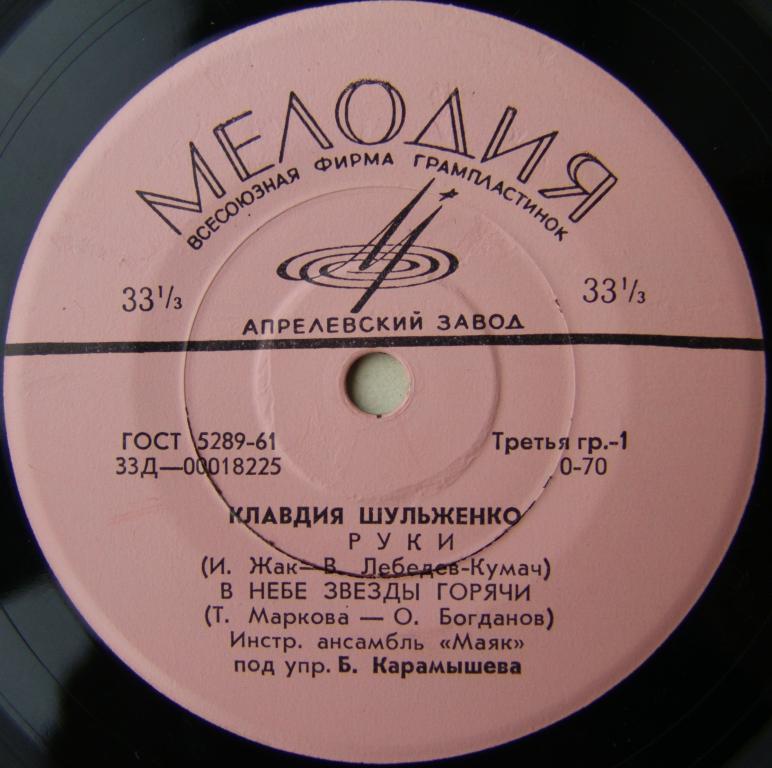 МЕЛОДИЯ
ВСЕСОЮЗНАЯ ФИРМА ГРАМПЛАСТИНОК
33⅓ 33⅓
АПРЕЛЕВСКИЙ ЗАВОД
ГОСТ 5289-61 Третья гр.-1
33Д—00018225 0-70
КЛАВДИЯ ШУЛЬЖЕНКО
РУКИ
(И. Жак— В. Лебедев-Кумач)
В НЕБЕ ЗВЕЗДЫ ГОРЯЧИ
(Т. Маркова — О. Богданов)
Инстр. ансамбль «Маяк»
под упр. Б. Карамышева